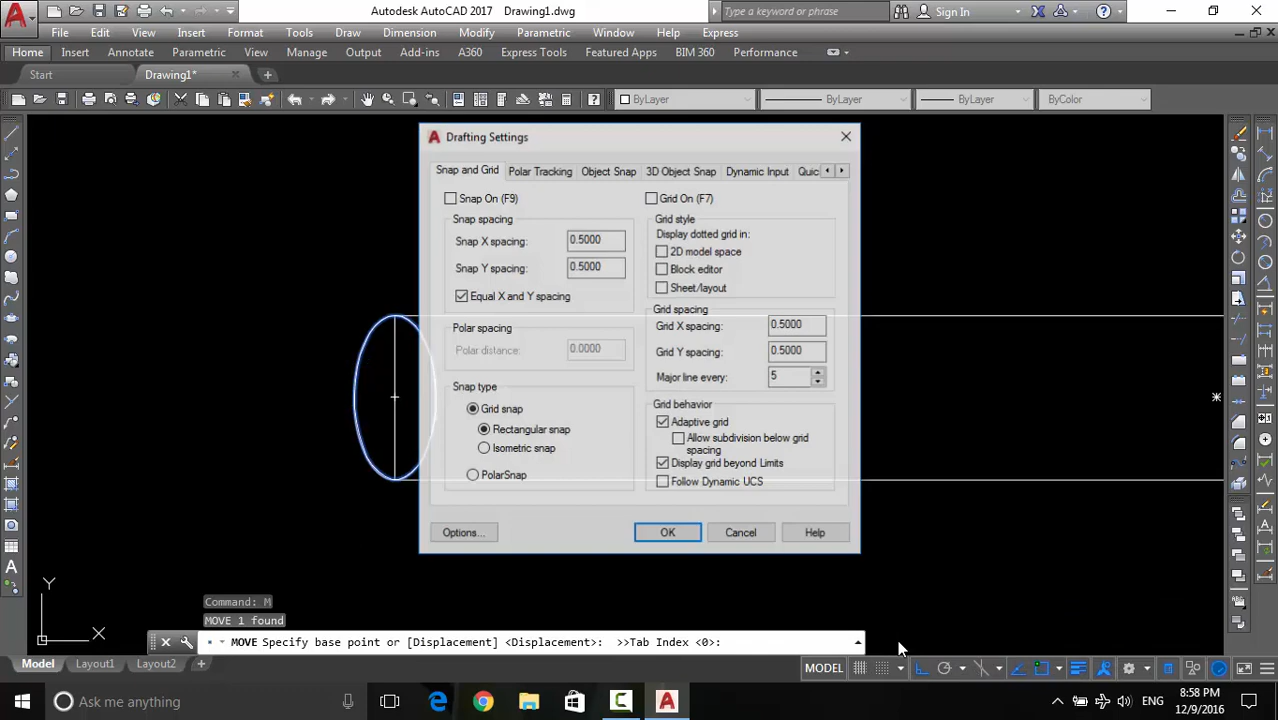 Autodesk AutoCAD 2017 Drawing1.dwg
Type a keyword or phrase
Sign In
File Edit View Insert Format Tools Draw Dimension Modify Parametric Window Help Express
Home Insert Annotate Parametric View Manage Output Add-ins A360 Express Tools Featured Apps BIM 360 Performance
Start Drawing1*
ByLayer ByLayer ByLayer ByColor
Drafting Settings
Snap and Grid Polar Tracking Object Snap 3D Object Snap Dynamic Input Quic
Snap On (F9)
Snap spacing
Snap X spacing: 0.5000
Snap Y spacing: 0.5000
Equal X and Y spacing
Polar spacing
Polar distance: 0.0000
Snap type
Grid snap
Rectangular snap
Isometric snap
PolarSnap
Grid On (F7)
Grid style
Display dotted grid in:
2D model space
Block editor
Sheet/layout
Grid spacing
Grid X spacing: 0.5000
Grid Y spacing: 0.5000
Major line every: 5
Grid behavior
Adaptive grid
Allow subdivision below grid
spacing
Display grid beyond Limits
Follow Dynamic UCS
Options... OK Cancel Help
Y
X
Command: M
MOVE 1 found
MOVE Specify base point or [Displacement] <Displacement>: >>Tab Index <0>:
Model Layout1 Layout2
MODEL
Ask me anything
ENG
8:58 PM
12/9/2016